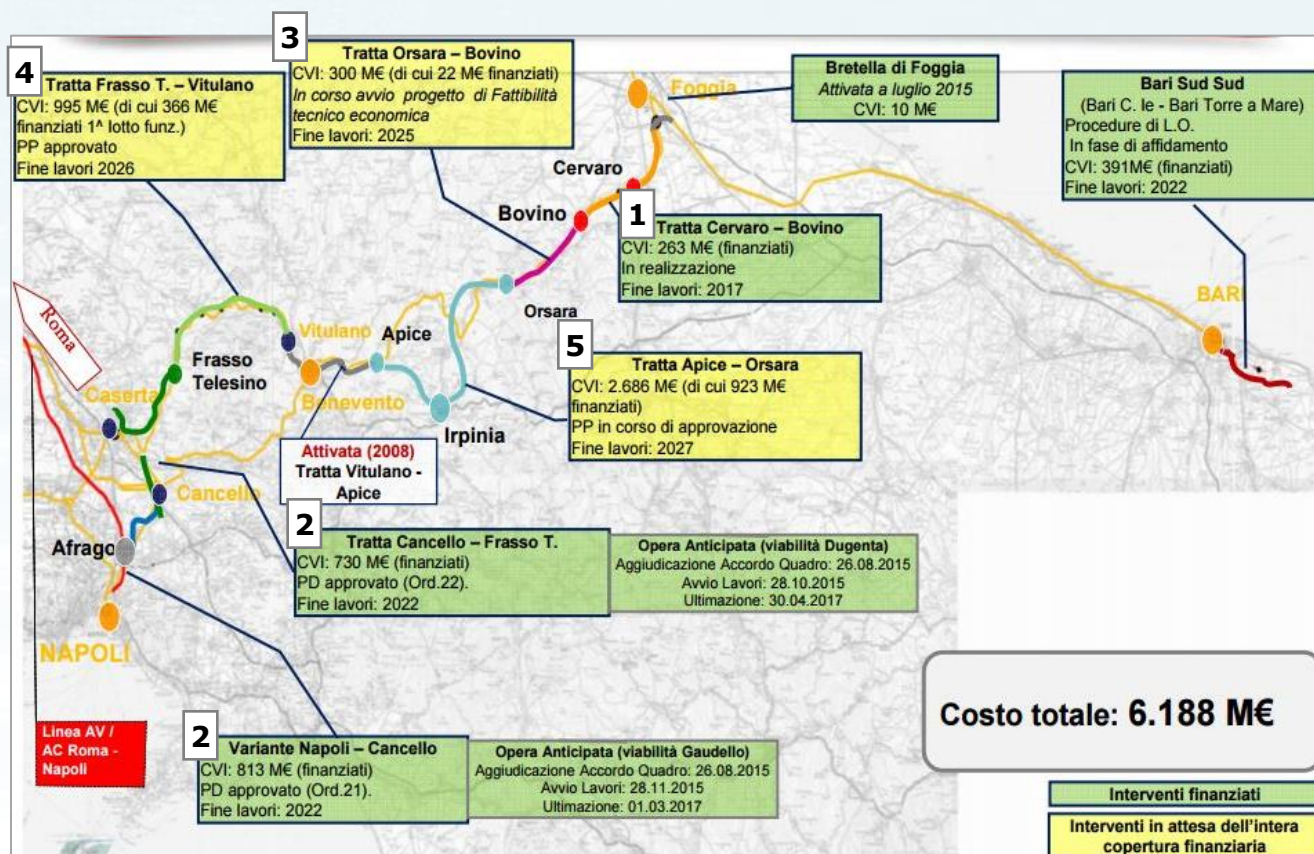 4
Tratta Frasso T. – Vitulano
CVI: 995 M€ (di cui 366 M€
finanziati 1^ lotto funz.)
PP approvato
Fine lavori 2026
3
Tratta Orsara – Bovino
CVI: 300 M€ (di cui 22 M€ finanziati)
In corso avvio progetto di Fattibilità
tecnico economica
Fine lavori: 2025
Foggia
Bretella di Foggia
Attivata a luglio 2015
CVI: 10 M€
Bari Sud Sud
(Bari C. le - Bari Torre a Mare)
Procedure di L.O.
In fase di affidamento
CVI: 391M€ (finanziati)
Fine lavori: 2022
Cervaro
Bovino
1
Tratta Cervaro – Bovino
CVI: 263 M€ (finanziati)
In realizzazione
Fine lavori: 2017
BARI
Orsara
Roma
Vitulano
Apice
Frasso
Telesino
Caserta
Benevento
Irpinia
5
Tratta Apice – Orsara
CVI: 2.686 M€ (di cui 923 M€
finanziati)
PP in corso di approvazione
Fine lavori: 2027
Attivata (2008)
Tratta Vitulano -
Apice
Cancello
Afrago
NAPOLI
2
Tratta Cancello – Frasso T.
CVI: 730 M€ (finanziati)
PD approvato (Ord.22).
Fine lavori: 2022
Opera Anticipata (viabilità Dugenta)
Aggiudicazione Accordo Quadro: 26.08.2015
Avvio Lavori: 28.10.2015
Ultimazione: 30.04.2017
Linea AV /
AC Roma -
Napoli
2
Variante Napoli – Cancello
CVI: 813 M€ (finanziati)
PD approvato (Ord.21).
Fine lavori: 2022
Opera Anticipata (viabilità Gaudello)
Aggiudicazione Accordo Quadro: 26.08.2015
Avvio Lavori: 28.11.2015
Ultimazione: 01.03.2017
Costo totale: 6.188 M€
Interventi finanziati
Interventi in attesa dell'intera
copertura finanziaria